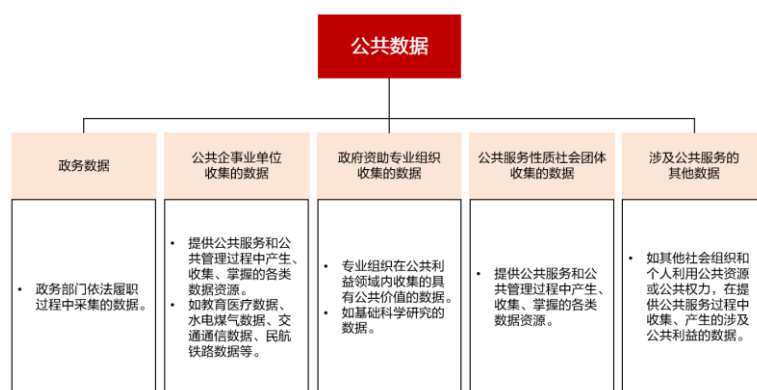 公共数据
政务数据
公共企事业单位
收集的数据
政府资助专业组织
收集的数据
公共服务性质社会团体
收集的数据
涉及公共服务的
其他数据
• 政务部门依法履职
过程中采集的数据。
• 提供公共服务和公
共管理过程中产生、
收集、掌握的各类
数据资源。
• 如教育医疗数据、
水电煤气数据、交
通通信数据、民航
铁路数据等。
• 专业组织在公共利
益领域内收集的具
有公共价值的数据。
• 如基础科学研究的
数据。
• 提供公共服务和公
共管理过程中产生、
收集、掌握的各类
数据资源。
• 如其他社会组织和
个人利用公共资源
或公共权力，在提
供公共服务过程中
收集、产生的涉及
公共利益的数据。